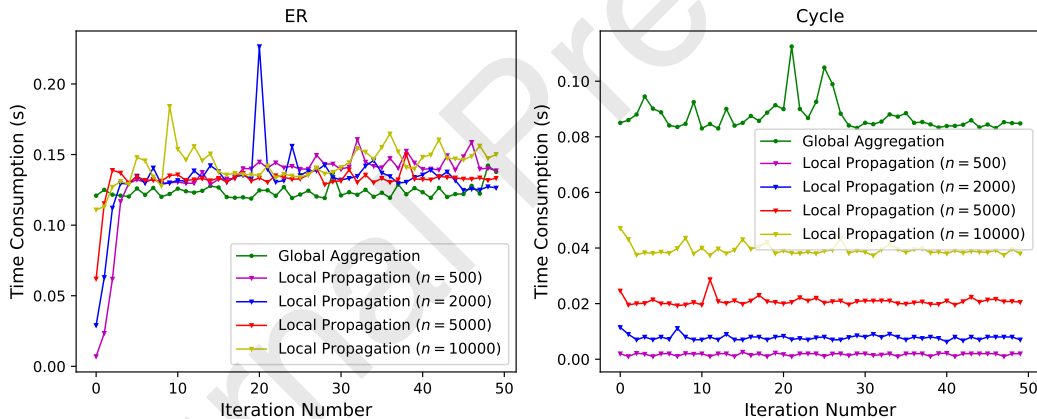 ER
Time Consumption (s)
0.20
0.15
0.10
0.05
0.00
0
10
20
30
40
50
Iteration Number
Global Aggregation
Local Propagation (n = 500)
Local Propagation (n = 2000)
Local Propagation (n = 5000)
Local Propagation (n = 10000)
Cycle
Time Consumption (s)
0.10
0.08
0.06
0.04
0.02
0.00
0
10
20
30
40
50
Iteration Number
Global Aggregation
Local Propagation (n = 500)
Local Propagation (n = 2000)
Local Propagation (n = 5000)
Local Propagation (n = 10000)
rnal Pre